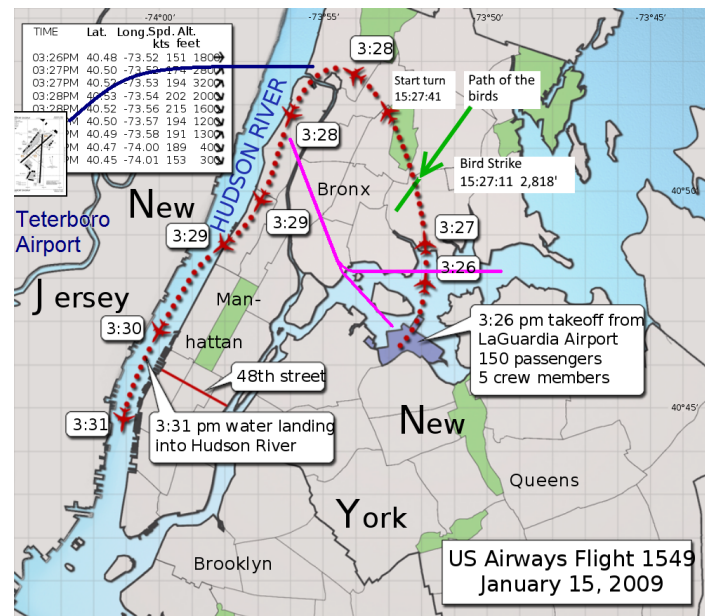 -74°00'
-73°55'
-73°45'
TIME Lat. Long. Spd. Alt.
kts feet
03:26PM 40.48 -73.52 151 1800
03:27PM 40.50 -73.52 174 2800
03:27PM 40.52 -73.53 194 3200
03:28PM 40.53 -73.54 202 2000
03:28PM 40.52 -73.56 215 1600
PM 40.50 -73.57 194 1200
PM 40.49 -73.58 191 1300
PM 40.47 -74.00 189 400
PM 40.45 -74.01 153 300
3:28
Start turn
15:27:41
Path of the
birds
HUDSON RIVER
3:28
Bird Strike
15:27:11 2,818'
40°50'
Bronx
New
Teterboro
Airport
3:29
3:29
3:27
3:26
Jersey
Man-
hattan
3:30
3:26 pm takeoff from
LaGuardia Airport
150 passengers
5 crew members
48th street
40°45'
3:31
3:31 pm water landing
into Hudson River
New
Queens
York
Brooklyn
US Airways Flight 1549
January 15, 2009